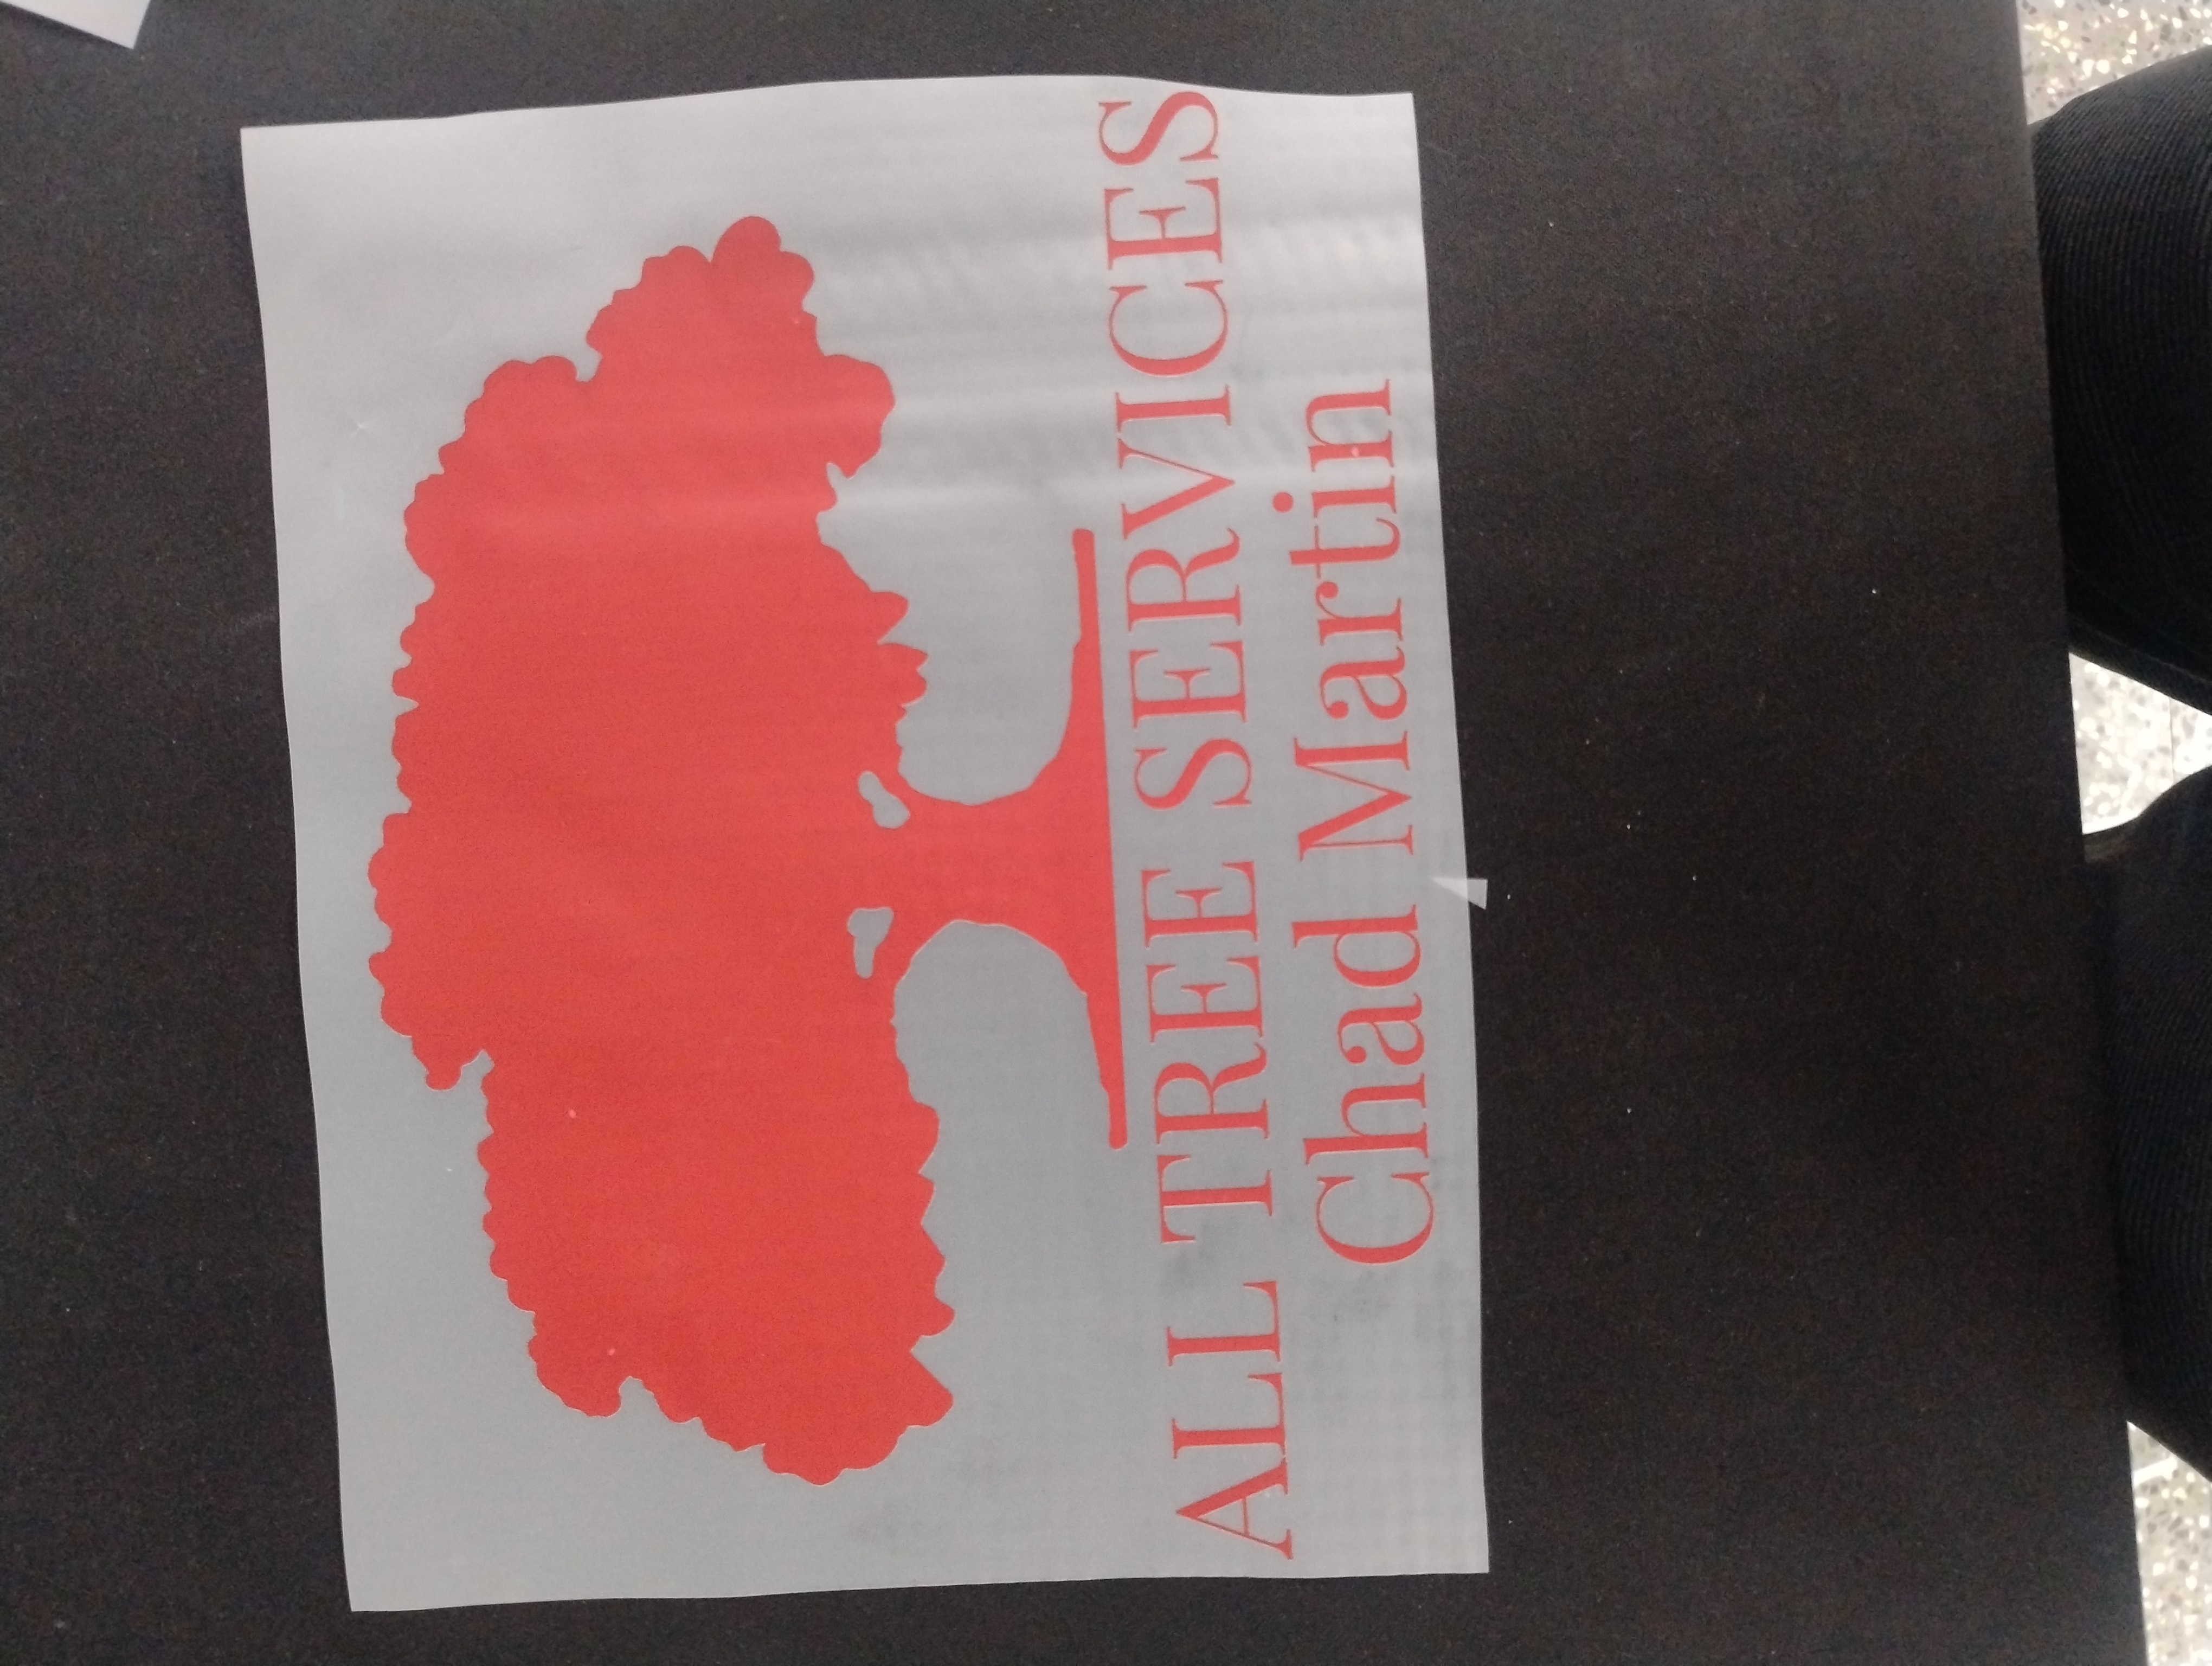 ALL TREE SERVICES
Chad Martin